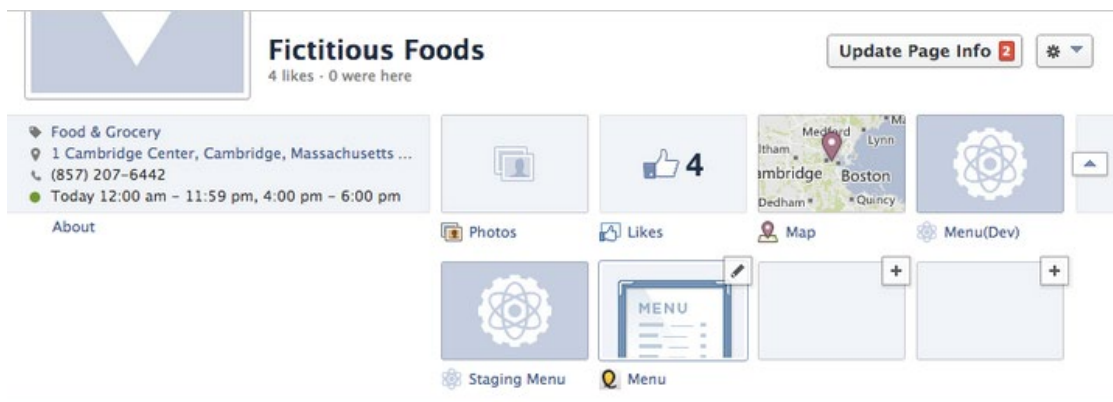 Fictitious Foods
4 likes · 0 were here
Update Page Info 2
Food & Grocery
1 Cambridge Center, Cambridge, Massachusetts ...
(857) 207-6442
Today 12:00 am – 11:59 pm, 4:00 pm – 6:00 pm
About
4
Medford
Lynn
ltham
ambridge
Boston
Dedham
Quincy
Photos
Likes
Map
Menu(Dev)
MENU
Staging Menu
Menu